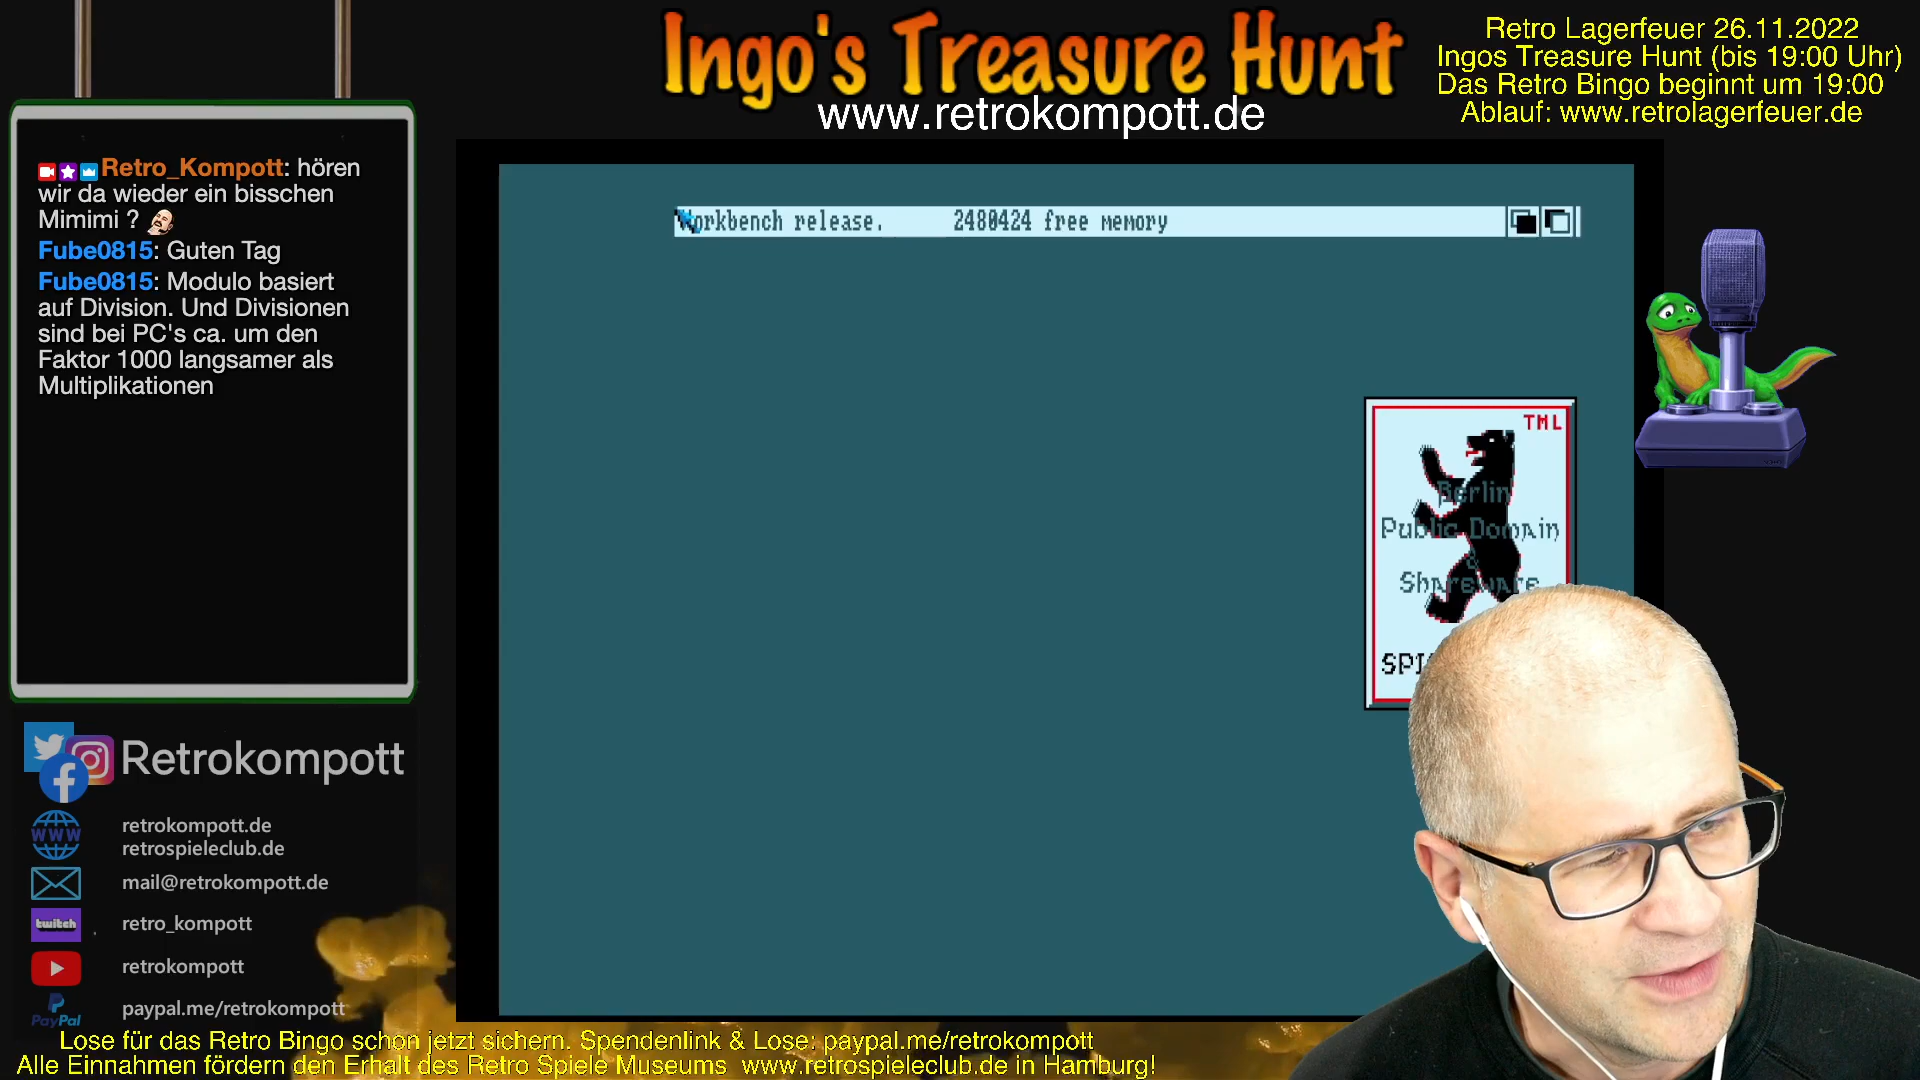 Ingo's Treasure Hunt
www.retrokompott.de
Retro Lagerfeuer 26.11.2022
Ingos Treasure Hunt (bis 19:00 Uhr)
Das Retro Bingo beginnt um 19:00
Ablauf: www.retrolagerfeuer.de
Retro_Kompott: hören
wir da wieder ein bisschen
Mimimi ?
Fube0815: Guten Tag
Fube0815: Modulo basiert
auf Division. Und Divisionen
sind bei PC's ca. um den
Faktor 1000 langsamer als
Multiplikationen
orkbench release. 2480424 free memory
TML
Berlin
Public Domain
&
Shareware
SPI
Retrokompott
WWW
retrokompott.de
retrospieleclub.de
mail@retrokompott.de
twitch
retro_kompott
retrokompott
PayPal
paypal.me/retrokompott
Lose für das Retro Bingo schon jetzt sichern. Spendenlink & Lose: paypal.me/retrokompott
Alle Einnahmen fördern den Erhalt des Retro Spiele Museums www.retrospieleclub.de in Hamburg!